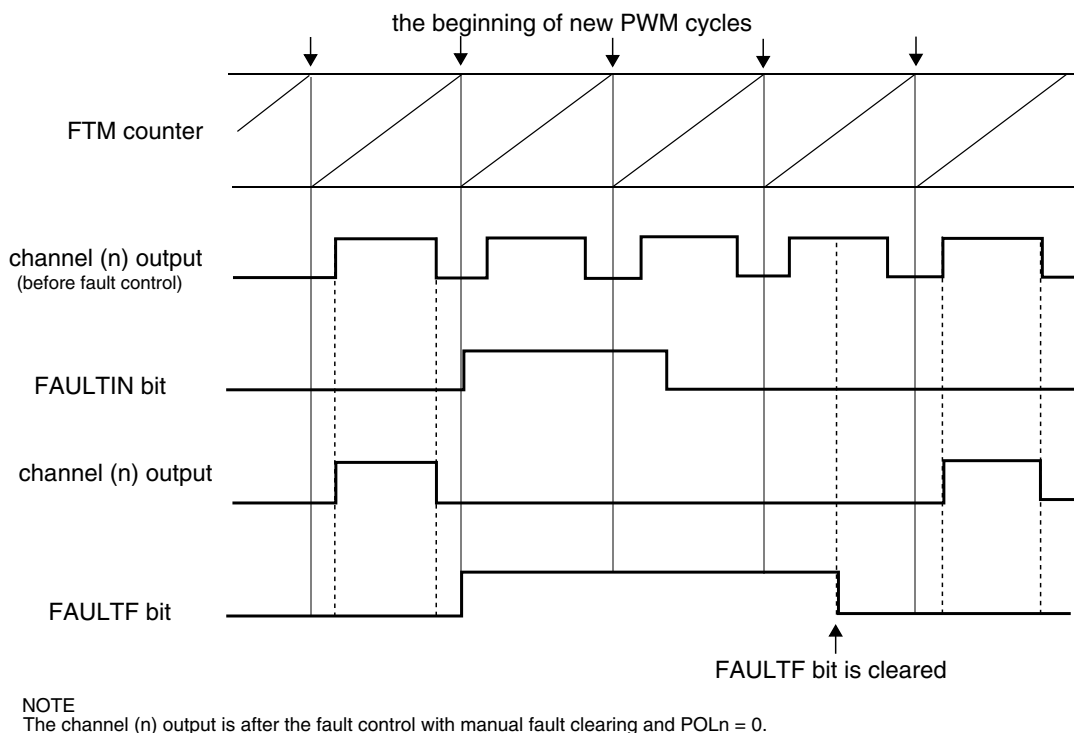 the beginning of new PWM cycles
FTM counter
channel (n) output
(before fault control)
FAULTIN bit
channel (n) output
FAULTF bit
FAULTF bit is cleared
NOTE
The channel (n) output is after the fault control with manual fault clearing and POLn = 0.